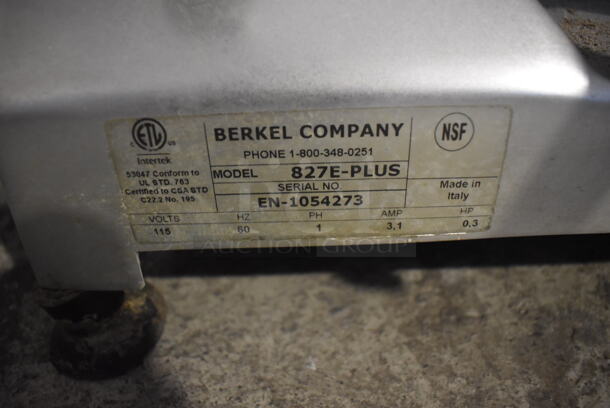 ETL
C US
Intertek
53047 Conform to
UL STD. 763
Certified to CSA STD
C22.2 No. 195
BERKEL COMPANY
PHONE 1-800-348-0251
MODEL 827E-PLUS
SERIAL NO.
EN-1054273
NSF
Made in
Italy
VOLTS HZ PH AMP HP
115 60 1 3,1 0.3
AUCTION GROUP